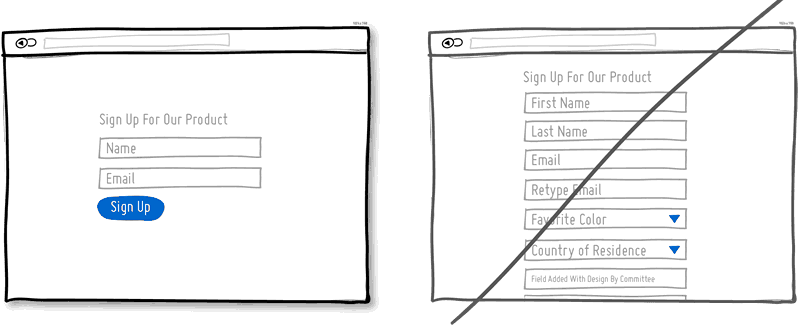 Sign Up For Our Product
Name
Email
Sign Up
Sign Up For Our Product
First Name
Last Name
Email
Retype Email
Favorite Color
Country of Residence
Field Added With Design By Committee